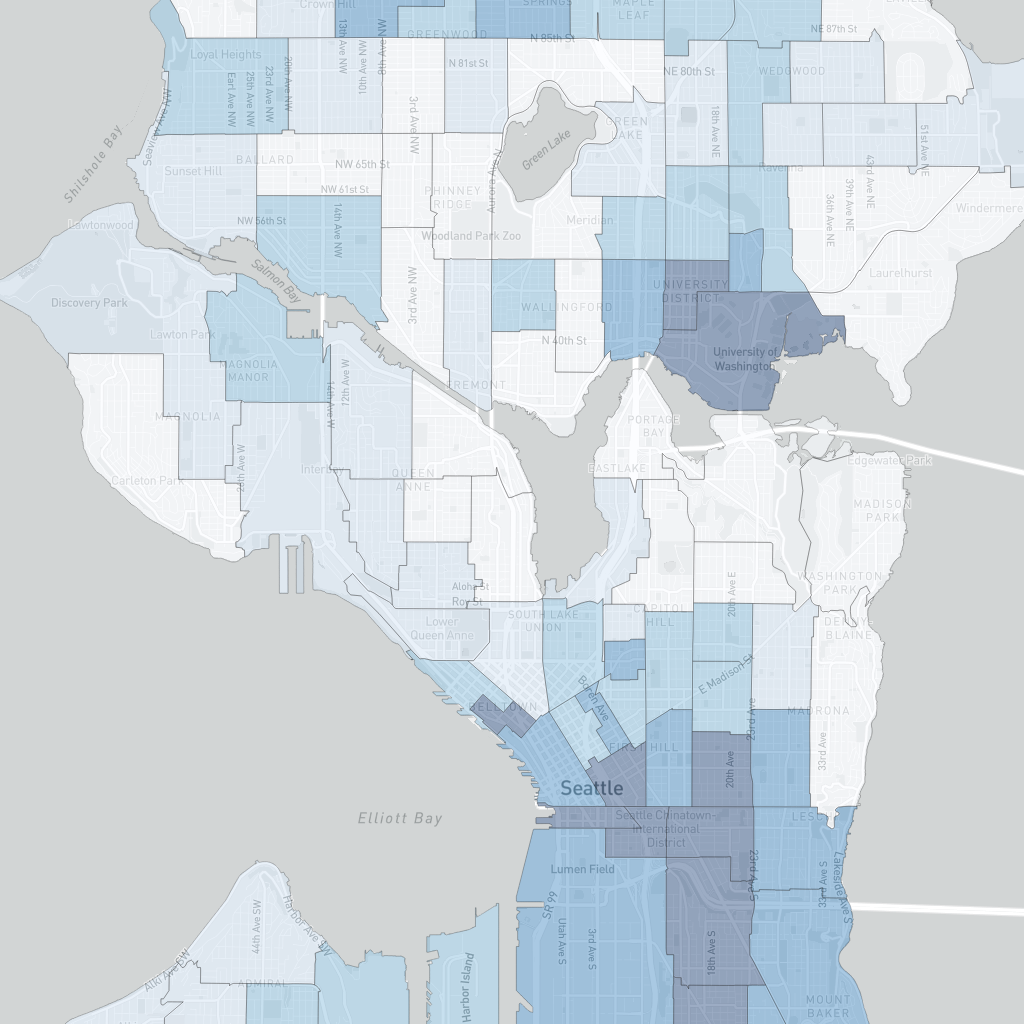 Crown Hill
SPRINGS
MAPLE
LEAF
GREENWOOD
N 85th St
NE 87th St
13th Ave NW
8th Ave NW
Loyal Heights
20th Ave NW
10th Ave NW
N 81st St
NE 80th St
WEDGWOOD
Earl Ave NW
25th Ave NW
23rd Ave NW
3rd Ave NW
GREEN
LAKE
18th Ave NE
51st Ave NE
Seaview Ave NW
Shilshole Bay
Green Lake
BALLARD
NW 65th St
Sunset Hill
Ravenna
43rd Ave NE
NW 61st St
PHINNEY
RIDGE
Aurora Ave N
39th Ave NE
36th Ave NE
Windermere
Lawtonwood
NW 56th St
14th Ave NW
Meridian
Woodland Park Zoo
Salmon Bay
3rd Ave NW
Laurelhurst
UNIVERSITY
DISTRICT
Discovery Park
WALLINGFORD
Lawton Park
N 40th St
University of
Washington
MAGNOLIA
MANOR
12th Ave W
14th Ave W
FREMONT
MAGNOLIA
PORTAGE
BAY
Interbay
QUEEN
ANNE
EASTLAKE
Edgewater Park
Carleton Park
20th Ave W
MADISON
PARK
Aloha St
Roy St
20th Ave E
WASHINGTON
PARK
Lower
Queen Anne
SOUTH LAKE
UNION
CAPITOL
HILL
DENNY-
BLAINE
E Madison St
BELLTOWN
Boren Ave
23rd Ave
MADRONA
FIRST HILL
33rd Ave
20th Ave
Seattle
Elliott Bay
Seattle Chinatown-
International
District
LESC
Lumen Field
23rd Ave S
33rd Ave S
Lakeside Ave S
SR 99
Utah Ave S
3rd Ave S
18th Ave S
44th Ave SW
Harbor Ave SW
Alki Ave SW
ADMIRAL
Harbor Island
MOUNT
BAKER